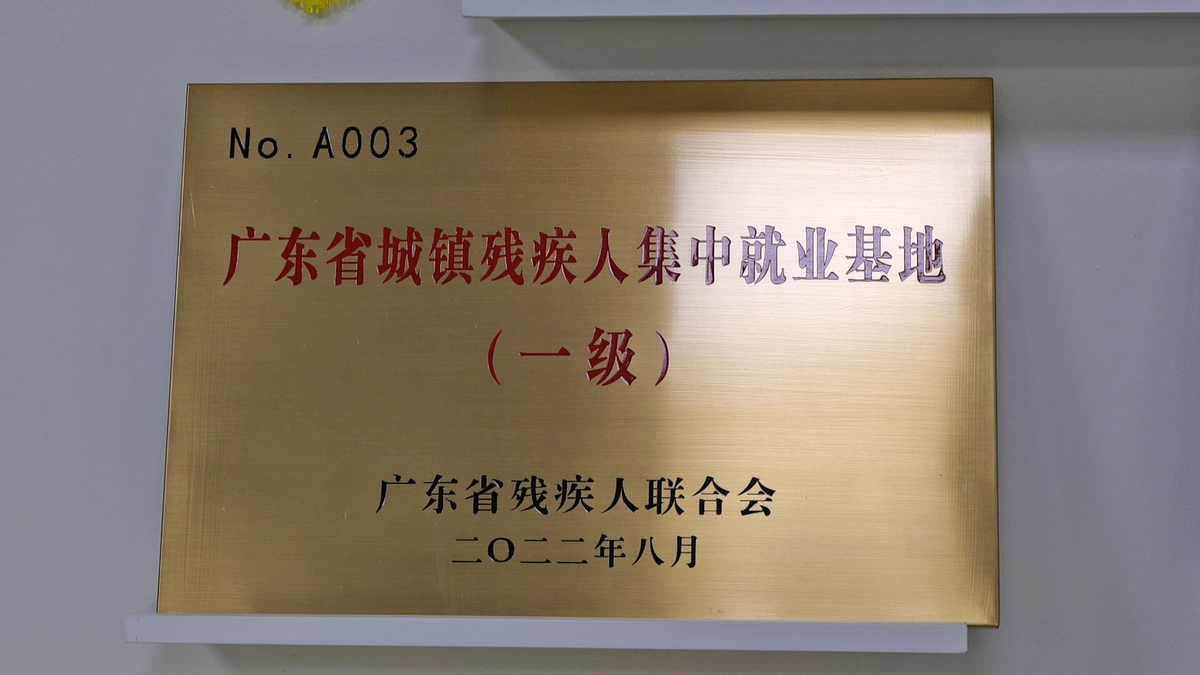 No. A003
广东省城镇残疾人集中就业基地
（一级）
广东省残疾人联合会
二〇二二年八月